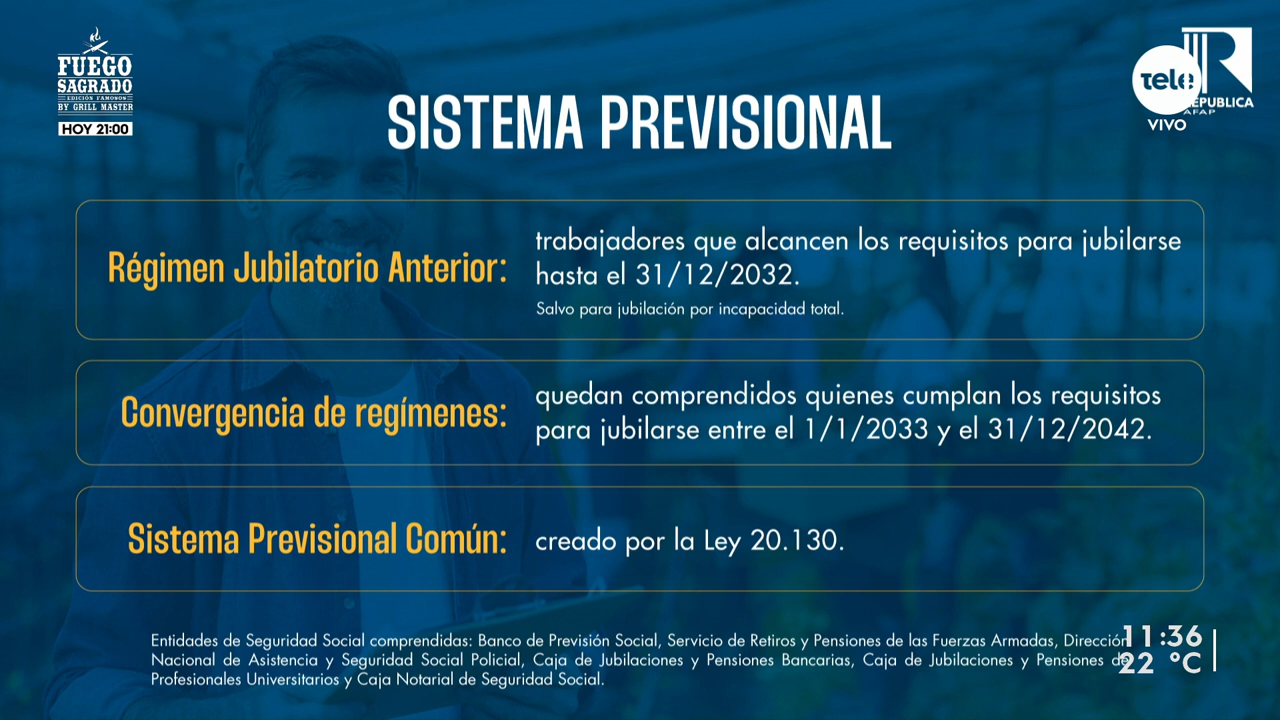 FUEGO
SAGRADO
EDICIÓN FAMOSOS
BY GRILL MASTER
HOY 21:00
tele
VIVO
R
REPUBLICA
AFAP
SISTEMA PREVISIONAL
Régimen Jubilatorio Anterior:
trabajadores que alcancen los requisitos para jubilarse
hasta el 31/12/2032.
Salvo para jubilación por incapacidad total.
Convergencia de regímenes:
quedan comprendidos quienes cumplan los requisitos
para jubilarse entre el 1/1/2033 y el 31/12/2042.
Sistema Previsional Común:
creado por la Ley 20.130.
Entidades de Seguridad Social comprendidas: Banco de Previsión Social, Servicio de Retiros y Pensiones de las Fuerzas Armadas, Dirección
Nacional de Asistencia y Seguridad Social Policial, Caja de Jubilaciones y Pensiones Bancarias, Caja de Jubilaciones y Pensiones de
Profesionales Universitarios y Caja Notarial de Seguridad Social.
11:36
22 °C